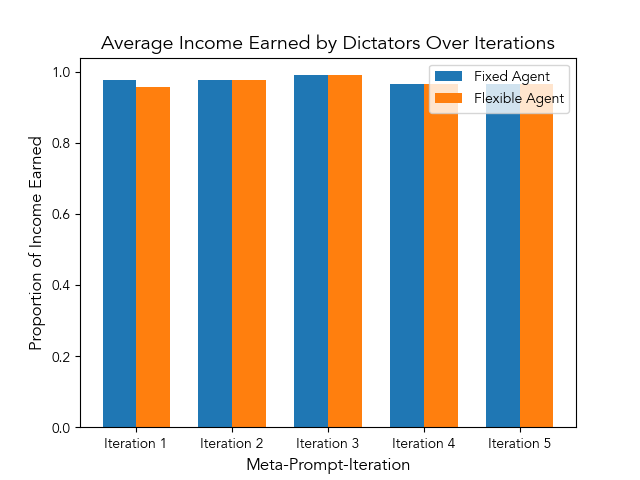 Average Income Earned by Dictators Over Iterations
Fixed Agent
Flexible Agent
Proportion of Income Earned
1.0
0.8
0.6
0.4
0.2
0.0
Iteration 1
Iteration 2
Iteration 3
Iteration 4
Iteration 5
Meta-Prompt-Iteration